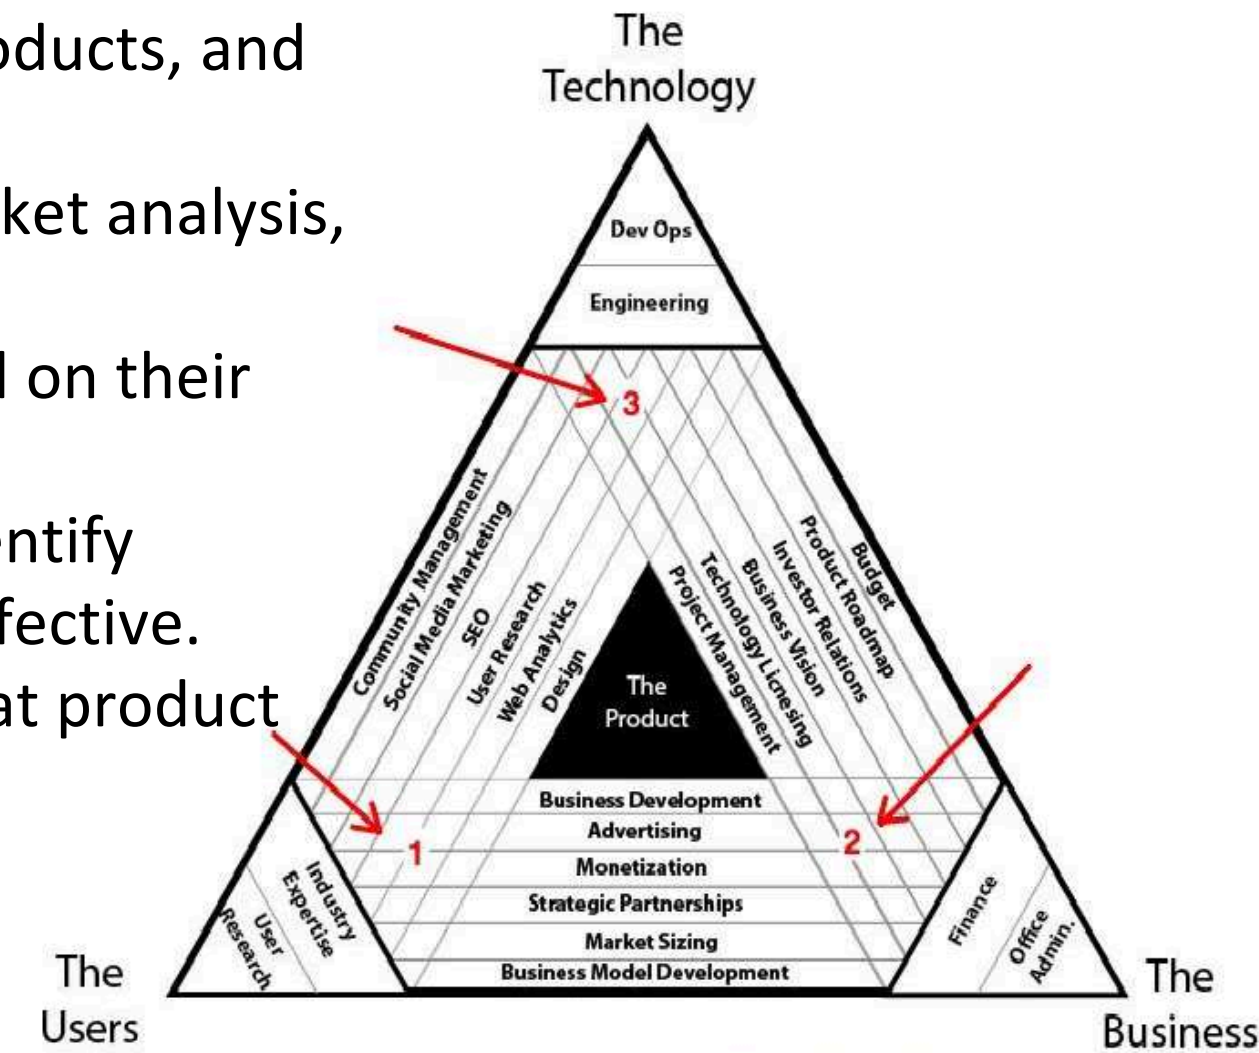 oducts, and
ket analysis,
l on their
entify
fective.
at product
The
Technology
Dev Ops
Engineering
3
Community Management
Social Media Marketing
SEO
User Research
Web Analytics
Design
The
Product
Project Management
Technology Licnesing
Business Vision
Investor Relations
Product Roadmap
Budget
Business Development
Advertising
Monetization
Strategic Partnerships
Market Sizing
Business Model Development
1
2
Industry
Expertise
User
Research
Finance
Office
Admin.
The
Users
The
Business